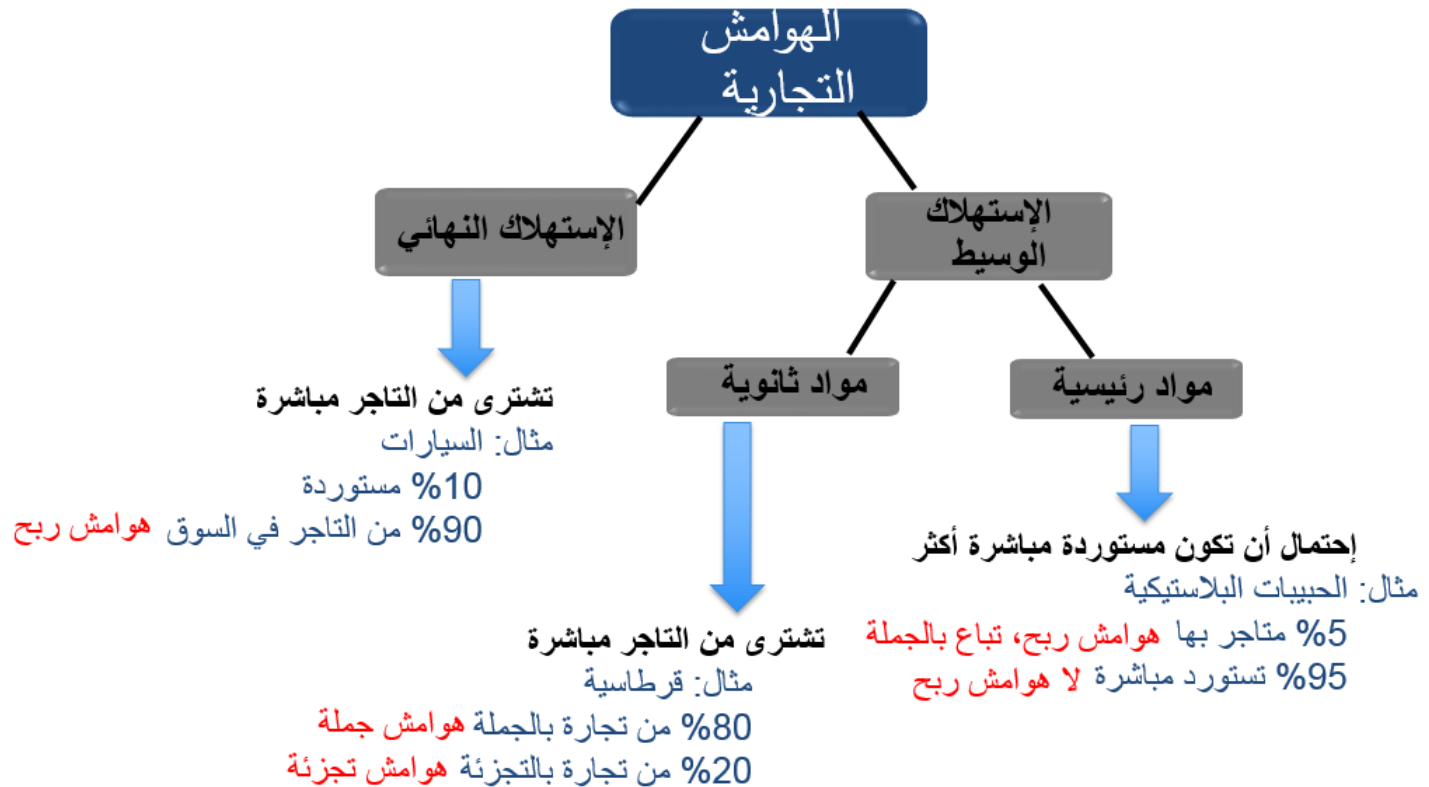 الهوامش
التجارية
الإستهلاك
الوسيط
الإستهلاك النهائي
مواد رئيسية
مواد ثانوية
إحتمال أن تكون مستوردة مباشرة أكثر
مثال: الحبيبات البلاستيكية
%5 متاجر بها هوامش ربح، تباع بالجملة
%95 تستورد مباشرة لا هوامش ربح
تشترى من التاجر مباشرة
مثال: قرطاسية
%80 من تجارة بالجملة هوامش جملة
%20 من تجارة بالتجزئة هوامش تجزئة
تشترى من التاجر مباشرة
مثال: السيارات
%10 مستوردة
%90 من التاجر في السوق هوامش ربح